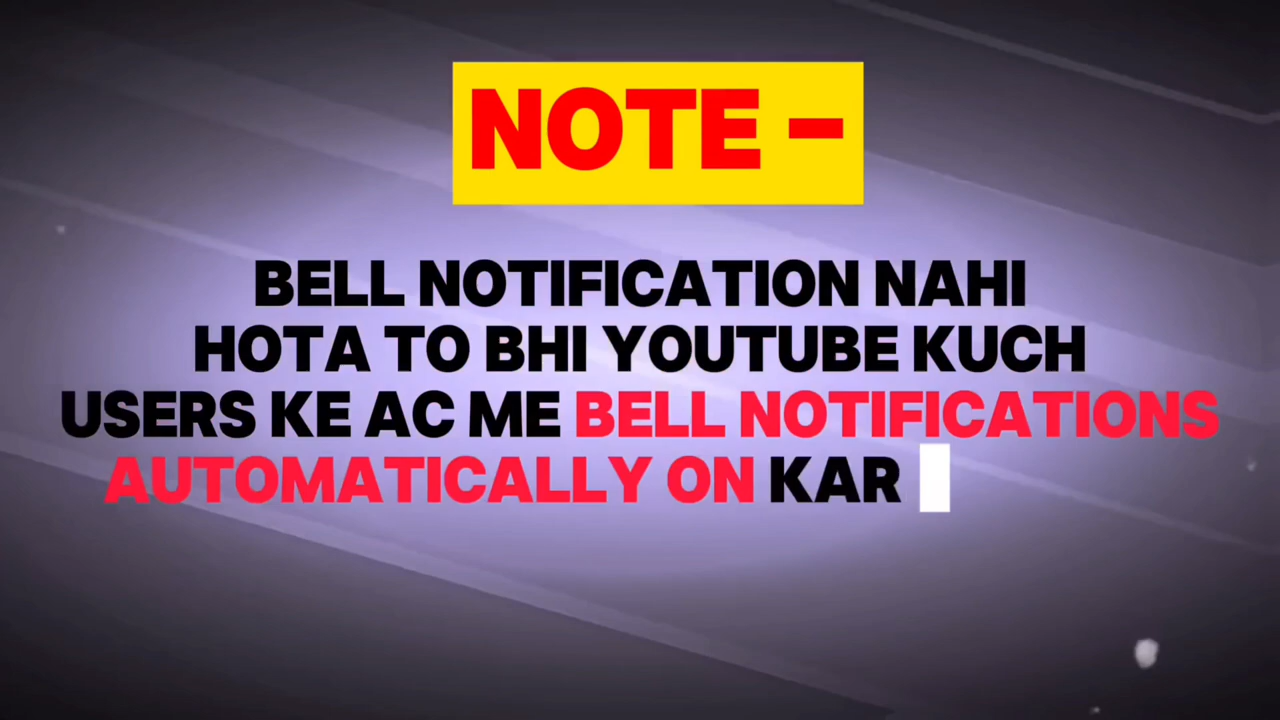 NOTE –
BELL NOTIFICATION NAHI
HOTA TO BHI YOUTUBE KUCH
USERS KE AC ME BELL NOTIFICATIONS
AUTOMATICALLY ON KAR